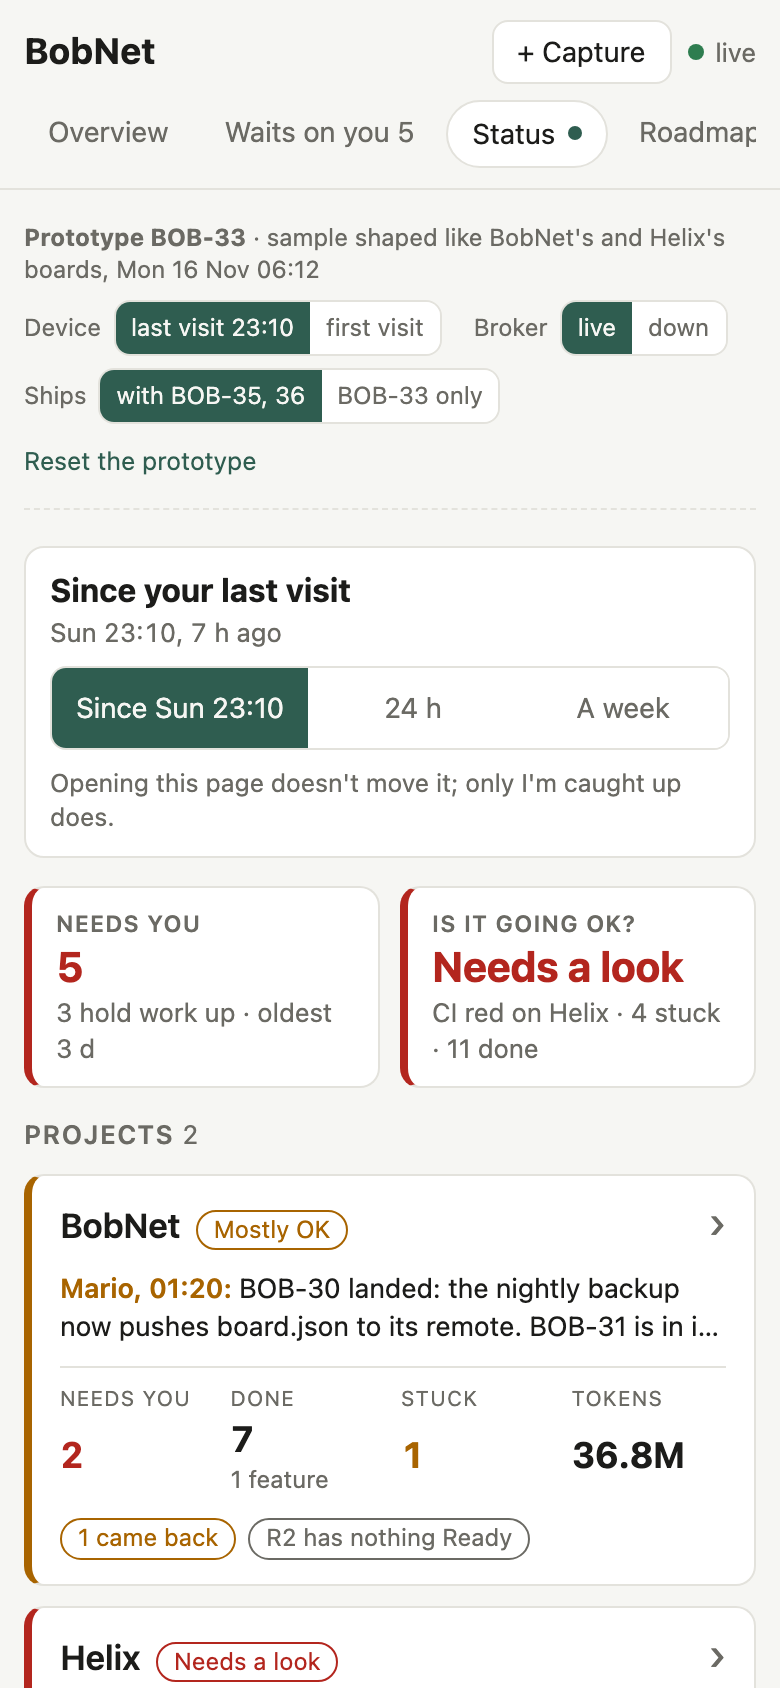 BobNet
+ Capture
live
Overview
Waits on you 5
Status
Roadmap
Prototype BOB-33 · sample shaped like BobNet's and Helix's
boards, Mon 16 Nov 06:12
Device
last visit 23:10
first visit
Broker
live
down
Ships
with BOB-35, 36
BOB-33 only
Reset the prototype
Since your last visit
Sun 23:10, 7 h ago
Since Sun 23:10
24 h
A week
Opening this page doesn't move it; only I'm caught up
does.
NEEDS YOU
5
3 hold work up · oldest
3 d
IS IT GOING OK?
Needs a look
CI red on Helix · 4 stuck
· 11 done
PROJECTS 2
BobNet
Mostly OK
Mario, 01:20: BOB-30 landed: the nightly backup
now pushes board.json to its remote. BOB-31 is in i...
NEEDS YOU
2
DONE
7
1 feature
STUCK
1
TOKENS
36.8M
1 came back
R2 has nothing Ready
Helix
Needs a look